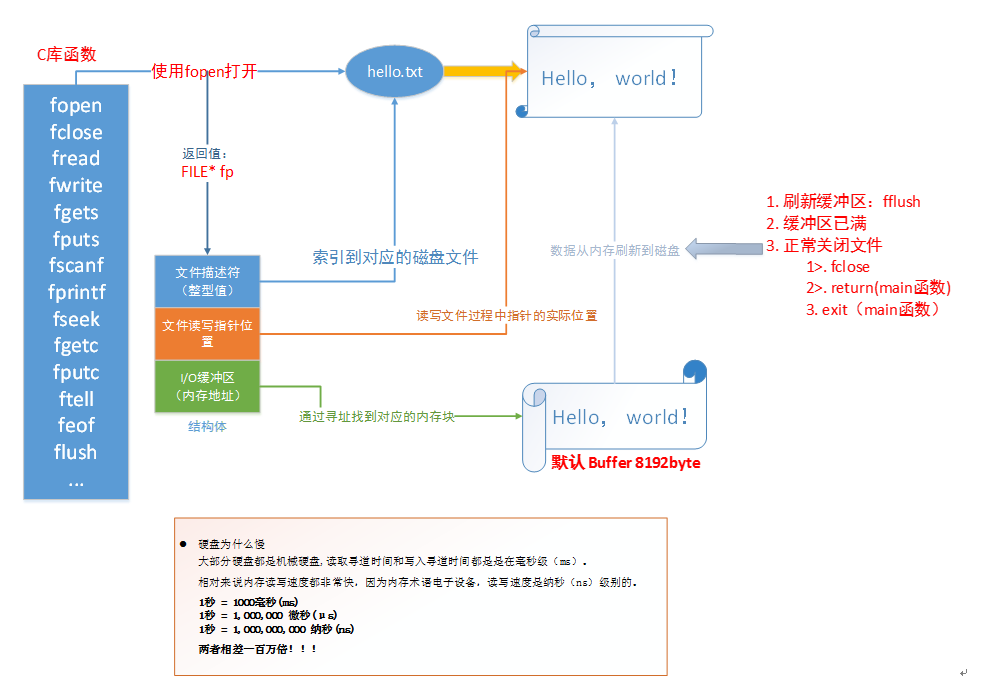 C库函数
fopen
fclose
fread
fwrite
fgets
fputs
fscanf
fprintf
fseek
fgetc
fputc
ftell
feof
flush
...
使用fopen打开
hello.txt
Hello， world！
返回值：
FILE* fp
文件描述符
（整型值）
文件读写指针位
置
I/O缓冲区
（内存地址）
结构体
索引到对应的磁盘文件
读写文件过程中指针的实际位置
通过寻址找到对应的内存块
数据从内存刷新到磁盘
1. 刷新缓冲区：fflush
2. 缓冲区已满
3. 正常关闭文件
1>. fclose
2>. return(main函数)
3. exit（main函数）
Hello， world！
默认 Buffer 8192byte
● 硬盘为什么慢
大部分硬盘都是机械硬盘,读取寻道时间和写入寻道时间都是是在毫秒级（ms）。
相对来说内存读写速度都非常快，因为内存术语电子设备，读写速度是纳秒（ns）级别的。
1秒 = 1000毫秒(ms)
1秒 = 1,000,000 微秒(μs)
1秒 = 1,000,000,000 纳秒(ns)
两者相差一百万倍！！！